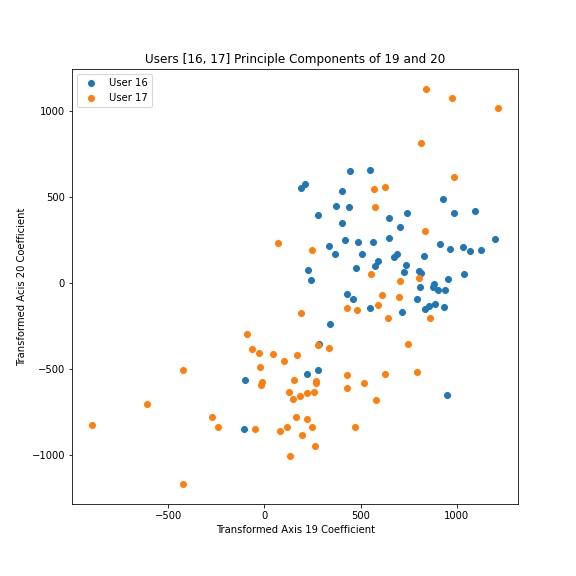 Users [16, 17] Principle Components of 19 and 20
User 16
User 17
1000
500
0
−500
−1000
Transformed Acis 20 Coefficient
−500
0
500
1000
Transformed Axis 19 Coefficient